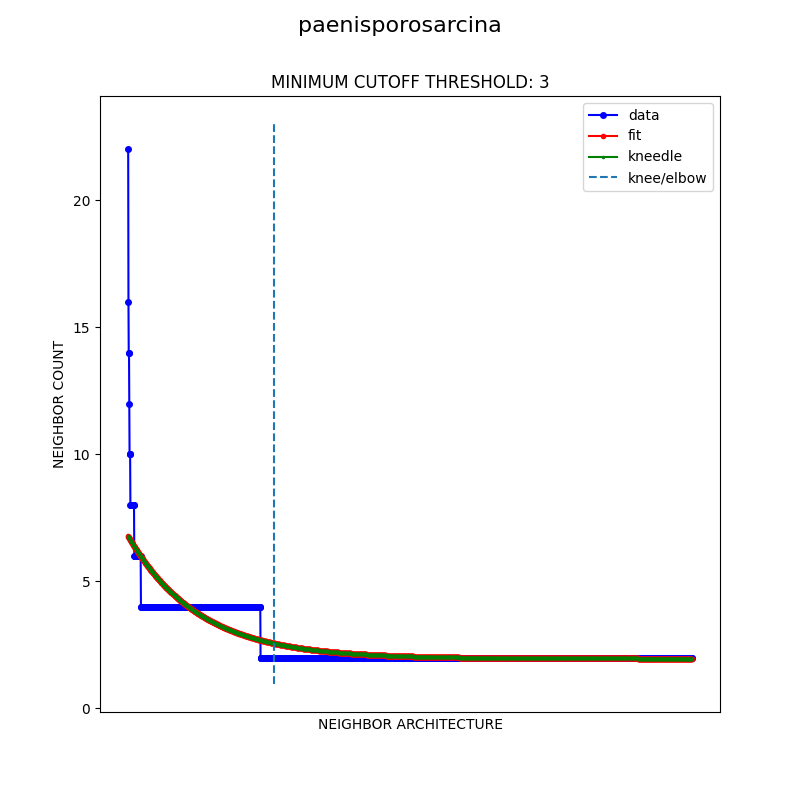 paenisporosarcina
MINIMUM CUTOFF THRESHOLD: 3
data
fit
kneedle
knee/elbow
20
15
10
5
0
NEIGHBOR COUNT
NEIGHBOR ARCHITECTURE